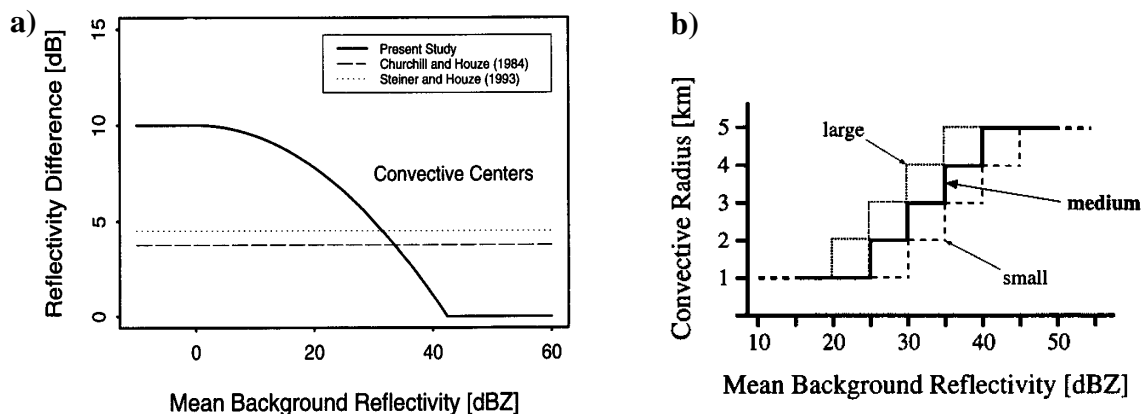 a)
Reflectivity Difference [dB]
15
10
5
0
Present Study
Churchill and Houze (1984)
Steiner and Houze (1993)
Convective Centers
0 20 40 60
Mean Background Reflectivity [dBZ]
b)
Convective Radius [km]
5
4
3
2
1
large
medium
small
10 20 30 40 50
Mean Background Reflectivity [dBZ]